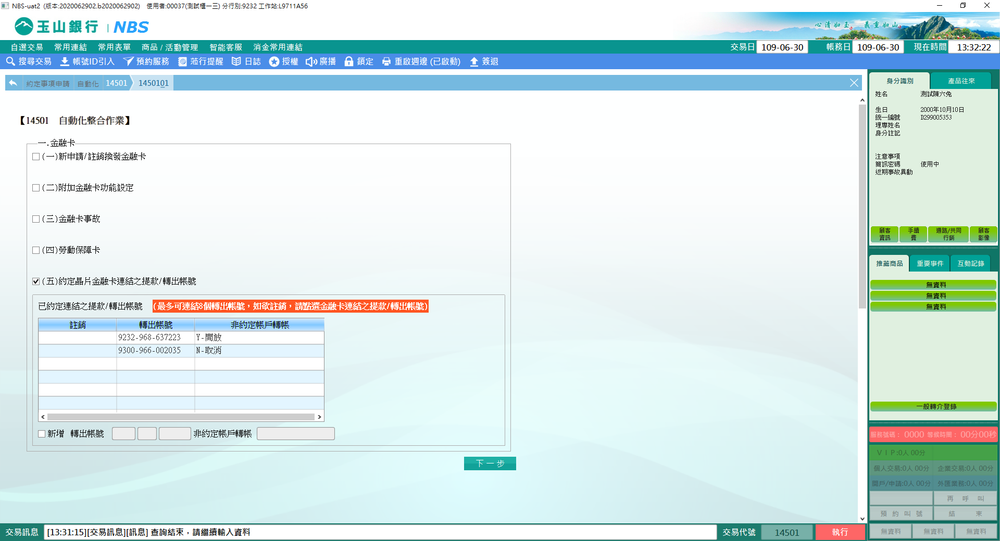 NBS-uat2 (版本:2020062902.b2020062902) 使用者:00037(測試櫃一三) 分行別:9232 工作站:L9711A56
玉山銀行 | NBS
心清如玉。義重如山。
自選交易 常用連結 常用表單 商品 / 活動管理 智能客服 消金常用連結
交易日 109-06-30 帳務日 109-06-30 現在時間 13:32:22
搜尋交易 帳號ID引入 預約服務 蒞行提醒 日誌 授權 廣播 鎖定 重啟週邊 (已啟動) 簽退
約定事項申請 自動化 14501 1450101
【14501 自動化整合作業】
一.金融卡
(一)新申請/註銷換發金融卡
(二)附加金融卡功能設定
(三)金融卡事故
(四)勞動保障卡
(五)約定晶片金融卡連結之提款/轉出帳號
已約定連結之提款/轉出帳號 (最多可連結8個轉出帳號，如欲註銷，請點選金融卡連結之提款/轉出帳號)
註銷 轉出帳號 非約定帳戶轉帳
9232-968-637223 Y-開放
9300-966-002035 N-取消
新增 轉出帳號 非約定帳戶轉帳
下一步
身分識別 產品往來
姓名 測試陳六兔
生日 2000年10月10日
統一編號 D299005353
理專姓名
身分註記
注意事項
簡訊密碼 使用中
近期事故異動
顧客資訊 手續費 通路/共同行銷 顧客影像
推薦商品 重要事件 互動記錄
無資料
無資料
無資料
一般轉介登錄
服務號碼： 0000 等候時間： 00分00秒
ＶＩＰ:0人 00分
個人交易:0人 00分 企業交易:0人 00分
開戶/申請:0人 00分 外匯業務:0人 00分
再 呼 叫
預 約 叫 號 結 束
無資料 無資料 無資料
交易訊息 [13:31:15][交易訊息][訊息] 查詢結束，請繼續輸入資料 交易代號 14501 執行